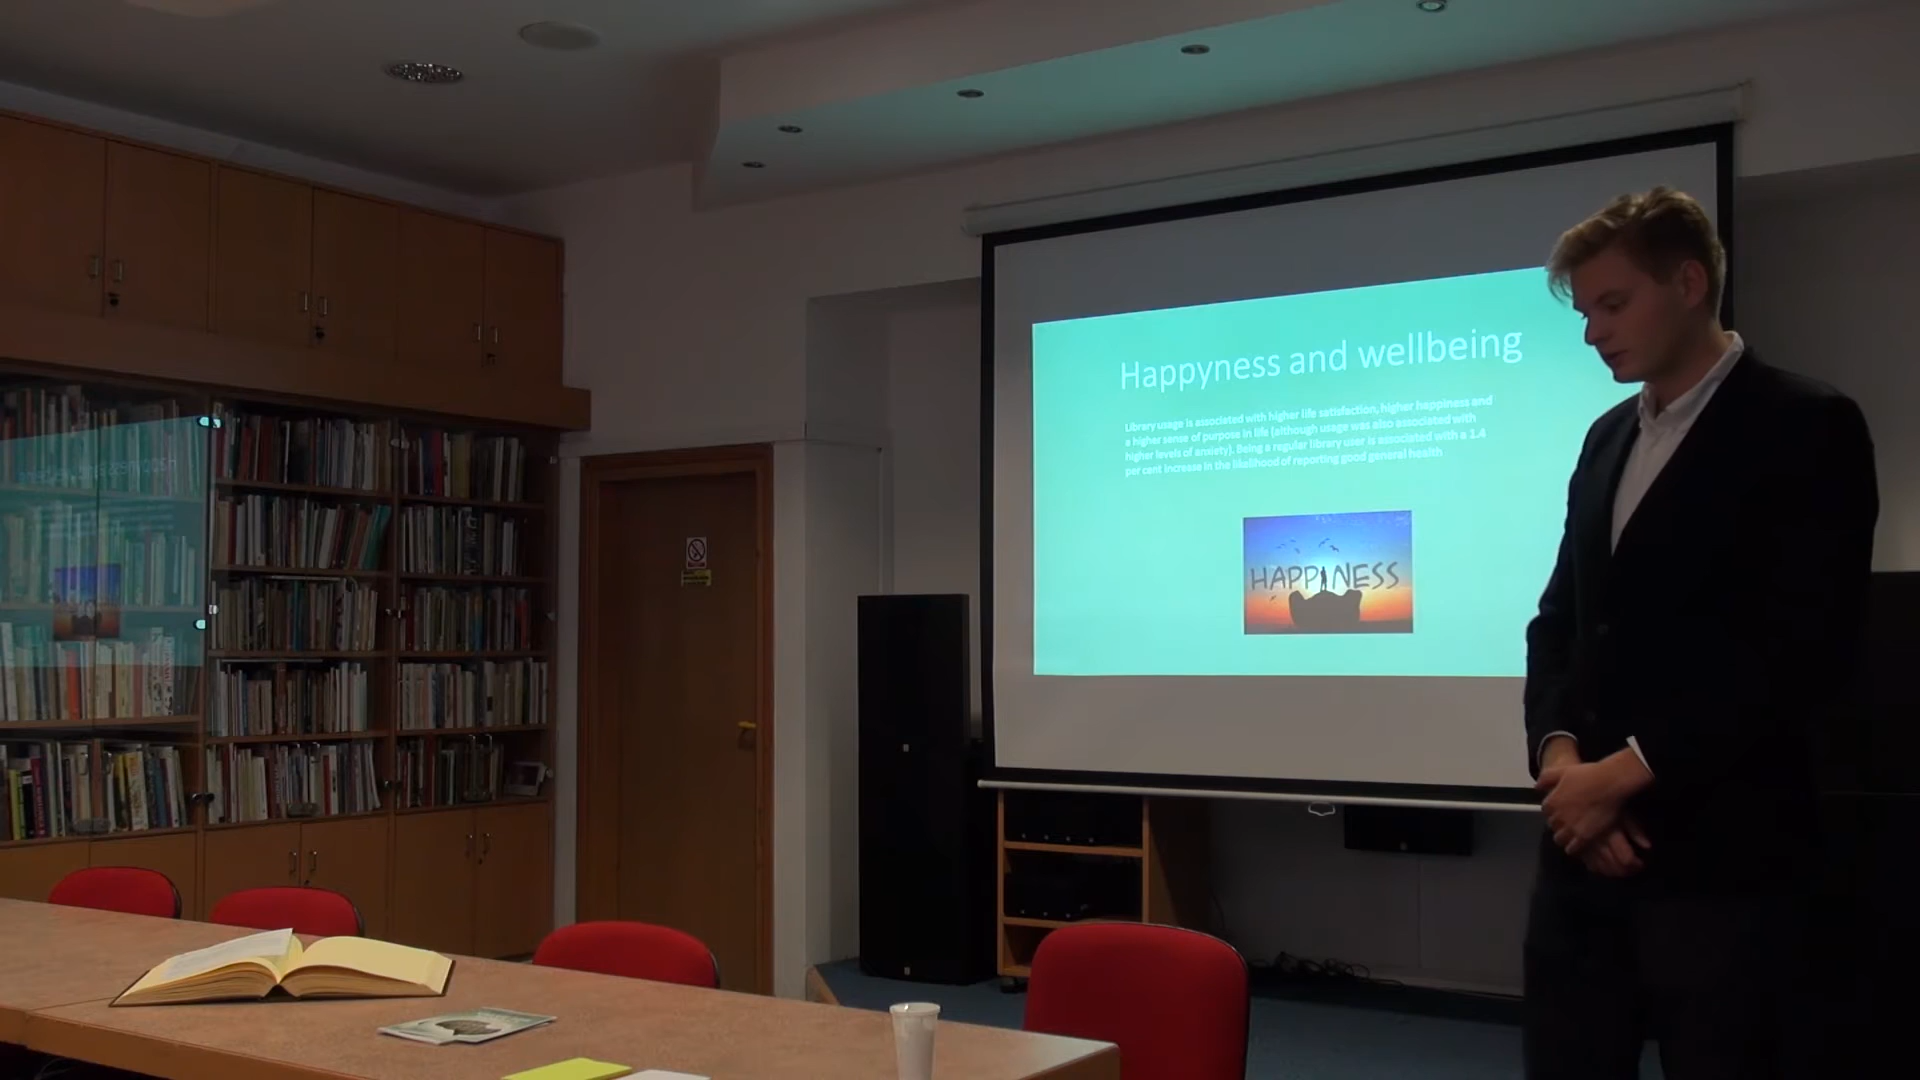 Happyness and wellbeing
Library usage is associated with higher life satisfaction, higher happiness and
a higher sense of purpose in life (although usage was also associated with
higher levels of anxiety). Being a regular library user is associated with a 1.4
per cent increase in the likelihood of reporting good general health
HAPPINESS